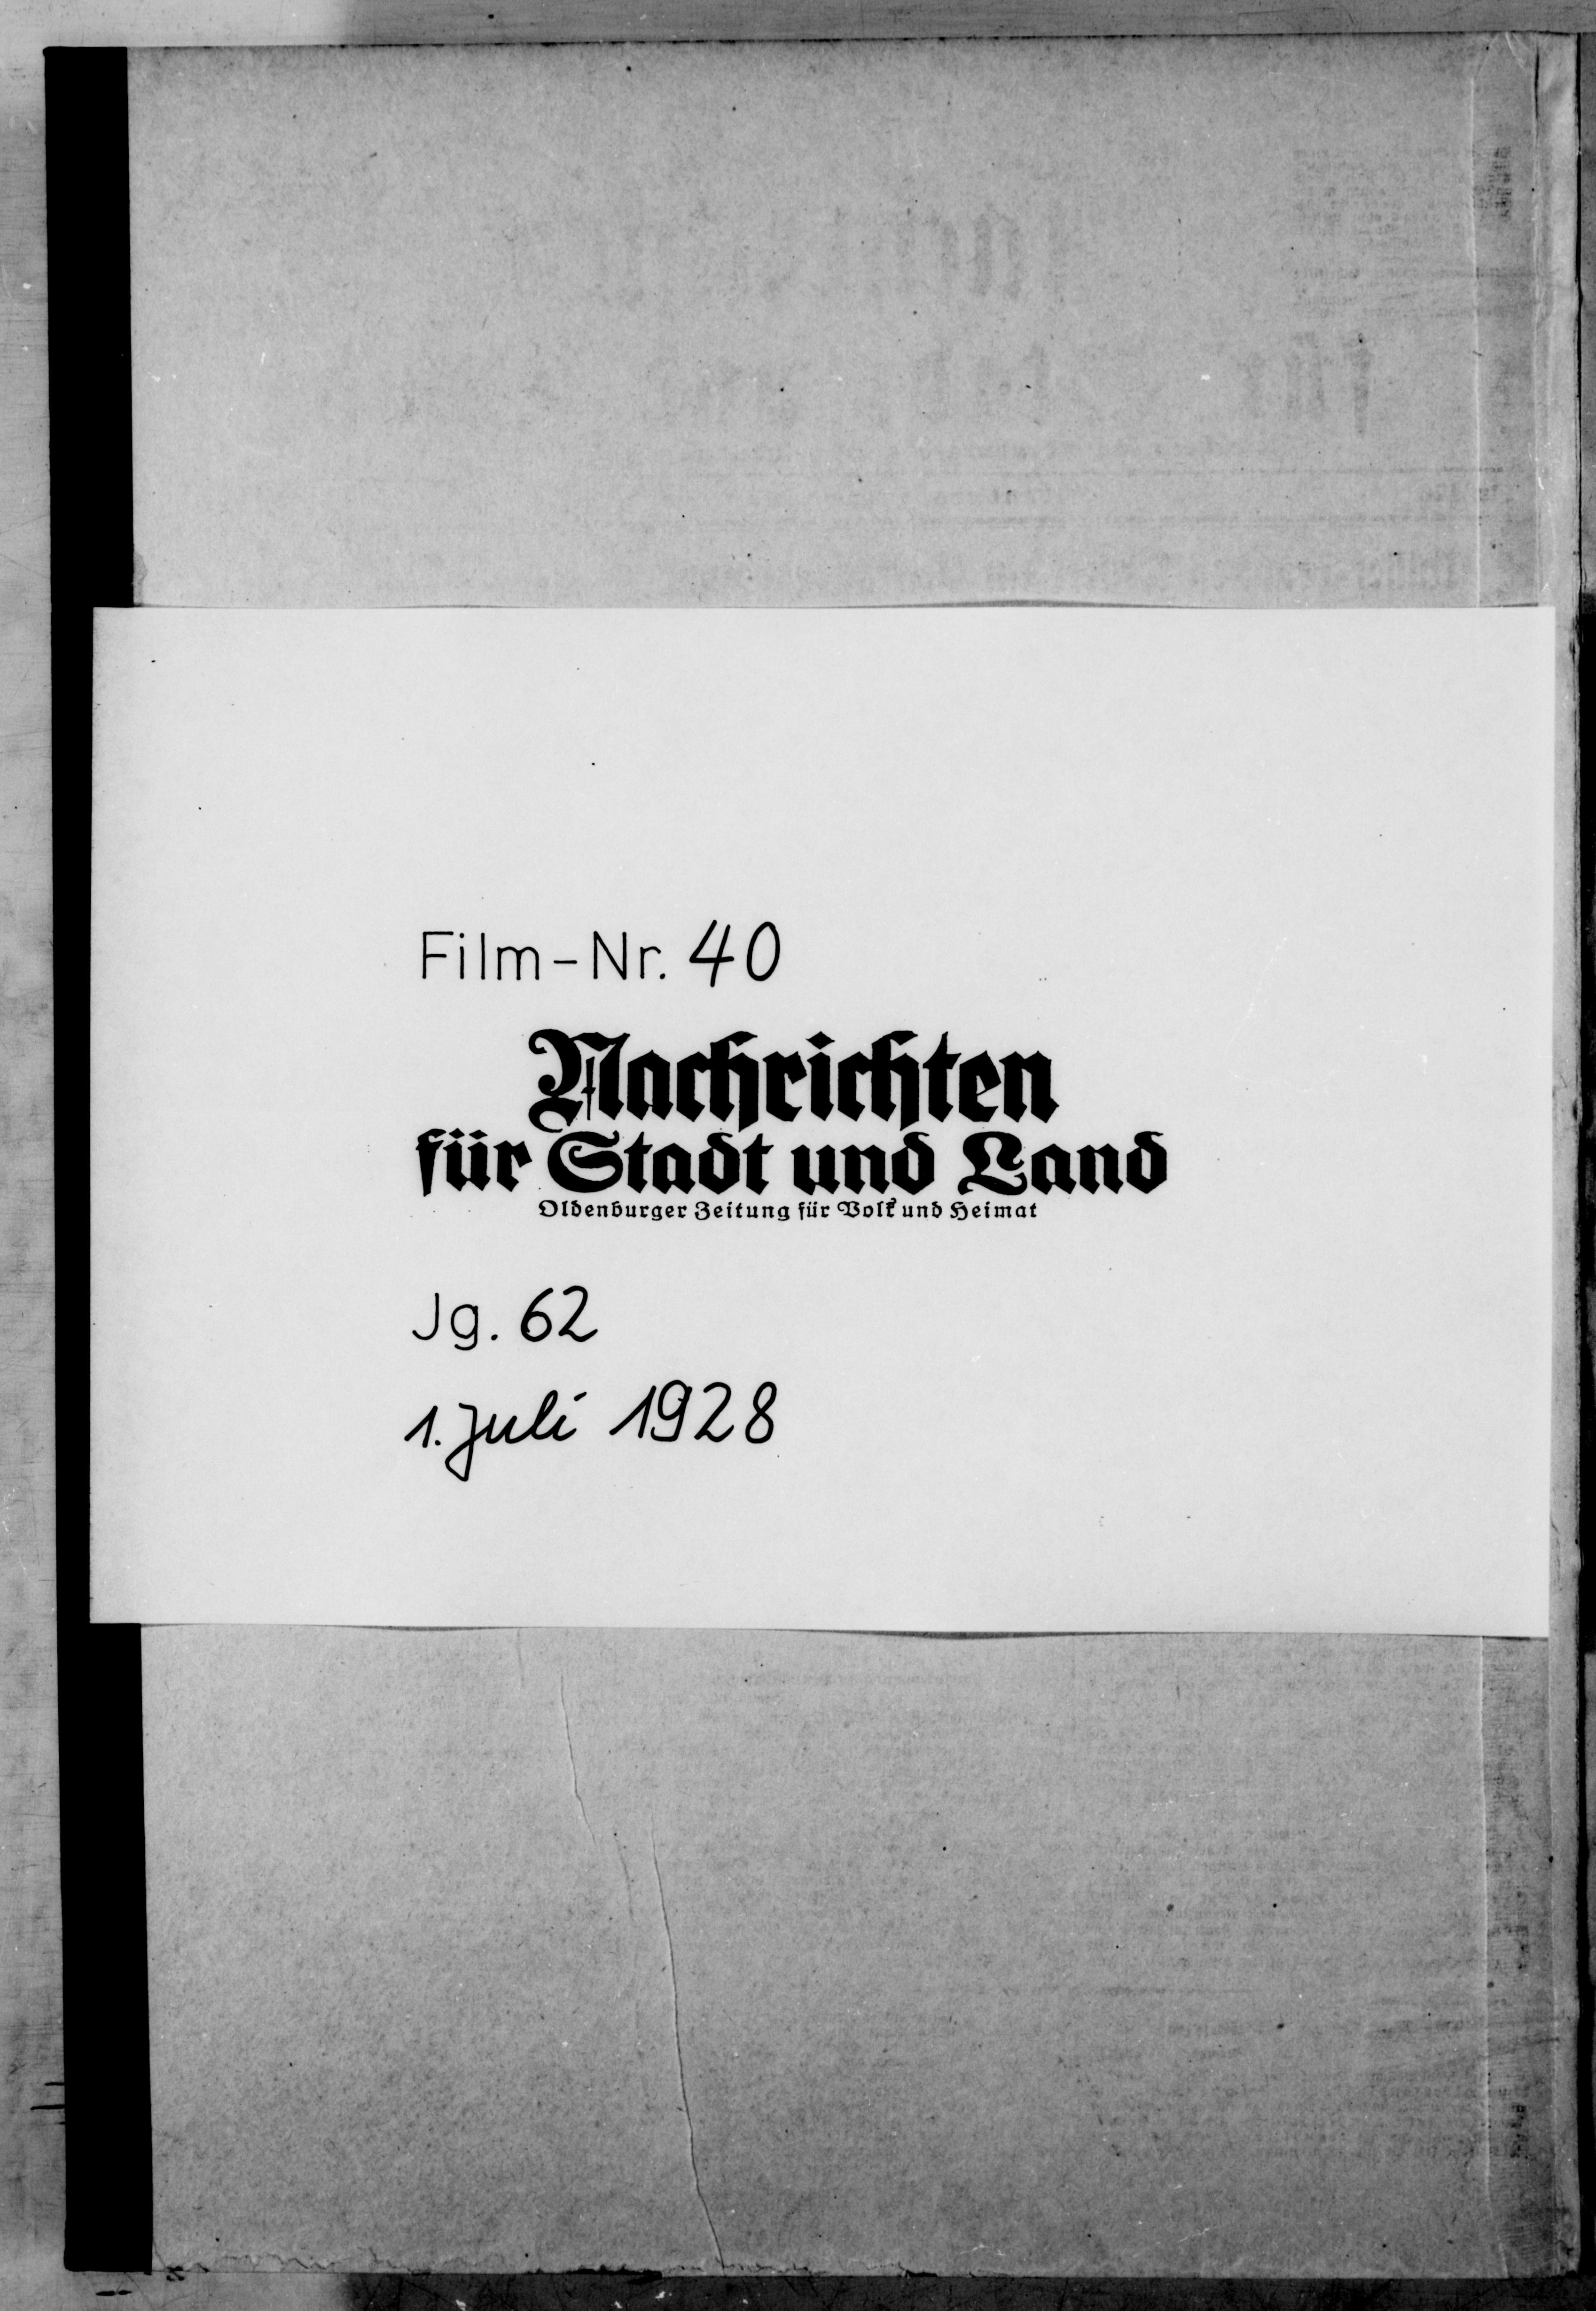 Film-Nr. 40
Nachrichten
für Stadt und Land
Oldenburger Zeitung für Volk und Heimat
Jg. 62
1. Juli 1928